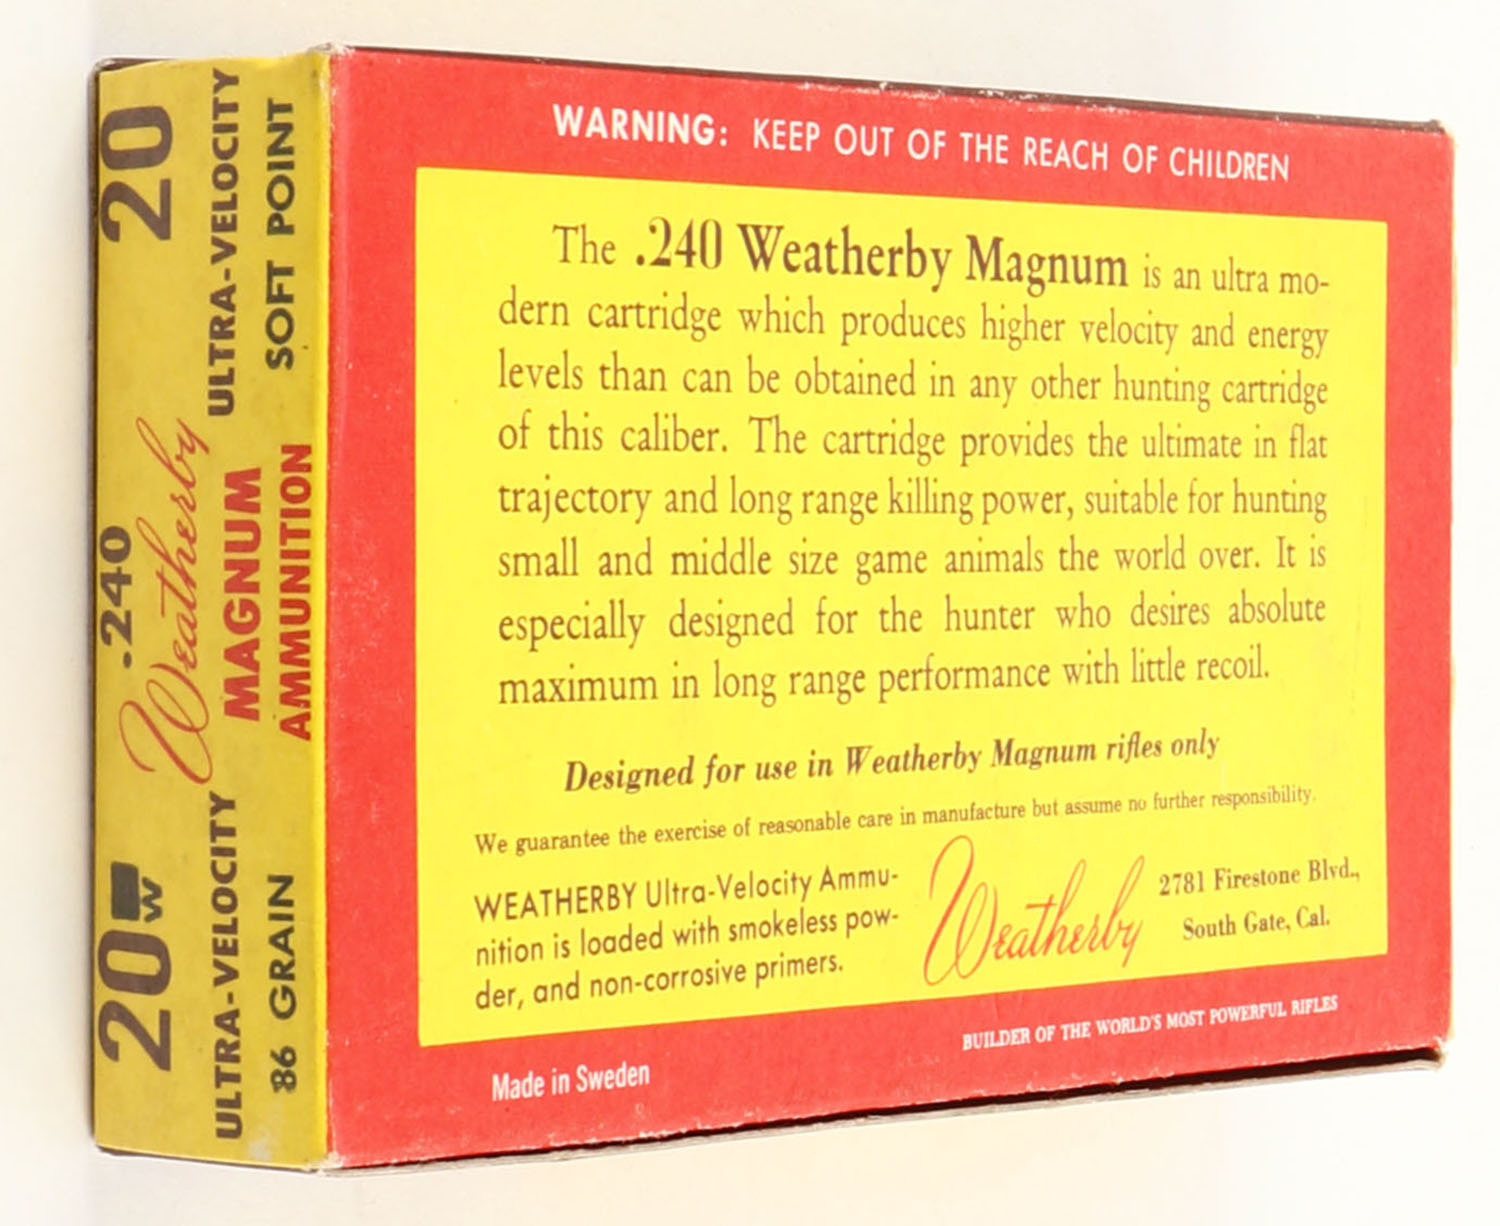 20 .240 20
W Weatherby
ULTRA-VELOCITY MAGNUM ULTRA-VELOCITY
86 GRAIN AMMUNITION SOFT POINT
WARNING: KEEP OUT OF THE REACH OF CHILDREN
The .240 Weatherby Magnum is an ultra mo-
dern cartridge which produces higher velocity and energy
levels than can be obtained in any other hunting cartridge
of this caliber. The cartridge provides the ultimate in flat
trajectory and long range killing power, suitable for hunting
small and middle size game animals the world over. It is
especially designed for the hunter who desires absolute
maximum in long range performance with little recoil.
Designed for use in Weatherby Magnum rifles only
We guarantee the exercise of reasonable care in manufacture but assume no further responsibility.
WEATHERBY Ultra-Velocity Ammu-
nition is loaded with smokeless pow-
der, and non-corrosive primers.
Weatherby
2781 Firestone Blvd.,
South Gate, Cal.
Made in Sweden
BUILDER OF THE WORLD'S MOST POWERFUL RIFLES